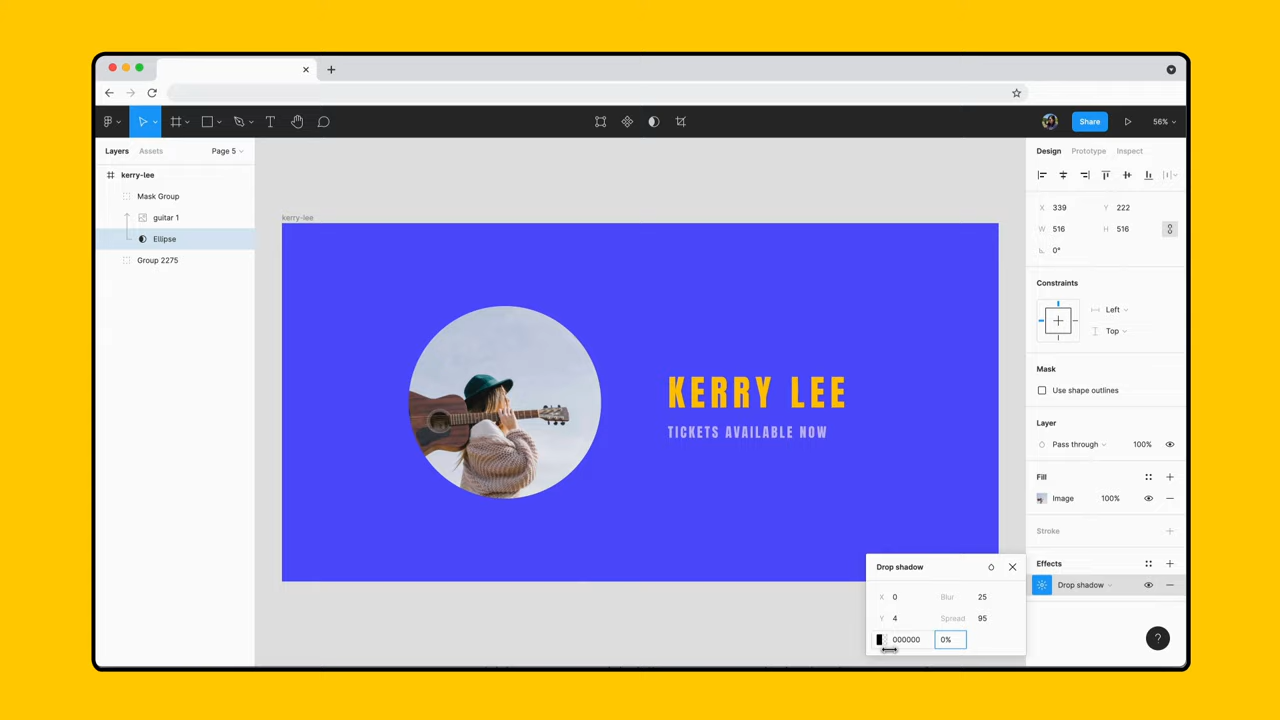 Share
56%
Layers
Assets
Page 5
kerry-lee
Mask Group
guitar 1
Ellipse
Group 2275
kerry-lee
KERRY LEE
TICKETS AVAILABLE NOW
Design
Prototype
Inspect
X 339 Y 222
W 516 H 516
0°
Constraints
Left
Top
Mask
Use shape outlines
Layer
Pass through 100%
Fill
Image 100%
Stroke
Effects
Drop shadow
Drop shadow
X 0 Blur 25
Y 4 Spread 95
000000 0%
?